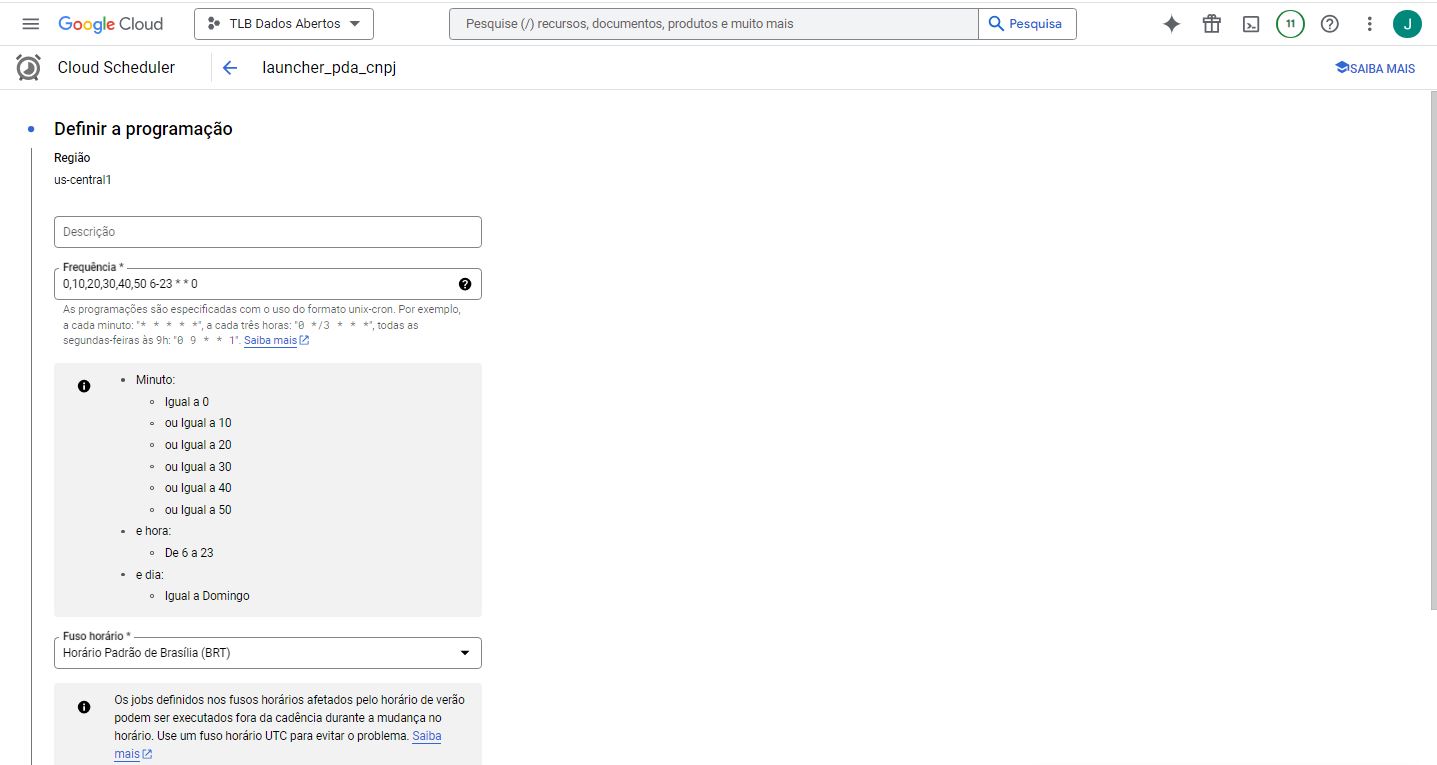 Google Cloud
TLB Dados Abertos
Pesquise (/) recursos, documentos, produtos e muito mais
Pesquisa
11
J
Cloud Scheduler
launcher_pda_cnpj
SAIBA MAIS
Definir a programação
Região
us-central1
Descrição
Frequência *
0,10,20,30,40,50 6-23 * * 0
As programações são especificadas com o uso do formato unix-cron. Por exemplo,
a cada minuto: "* * * * *", a cada três horas: "0 */3 * * *", todas as
segundas-feiras às 9h: "0 9 * * 1". Saiba mais
Minuto:
Igual a 0
ou Igual a 10
ou Igual a 20
ou Igual a 30
ou Igual a 40
ou Igual a 50
e hora:
De 6 a 23
e dia:
Igual a Domingo
Fuso horário *
Horário Padrão de Brasília (BRT)
Os jobs definidos nos fusos horários afetados pelo horário de verão
podem ser executados fora da cadência durante a mudança no
horário. Use um fuso horário UTC para evitar o problema. Saiba
mais